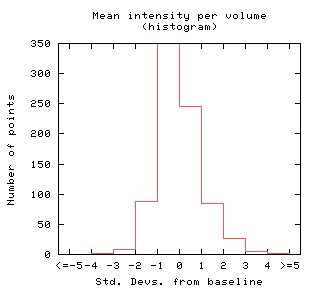 Mean intensity per volume
(histogram)
350
300
250
200
150
100
50
0
Number of points
<=-5 -4 -3 -2 -1 0 1 2 3 4 >=5
Std. Devs. from baseline